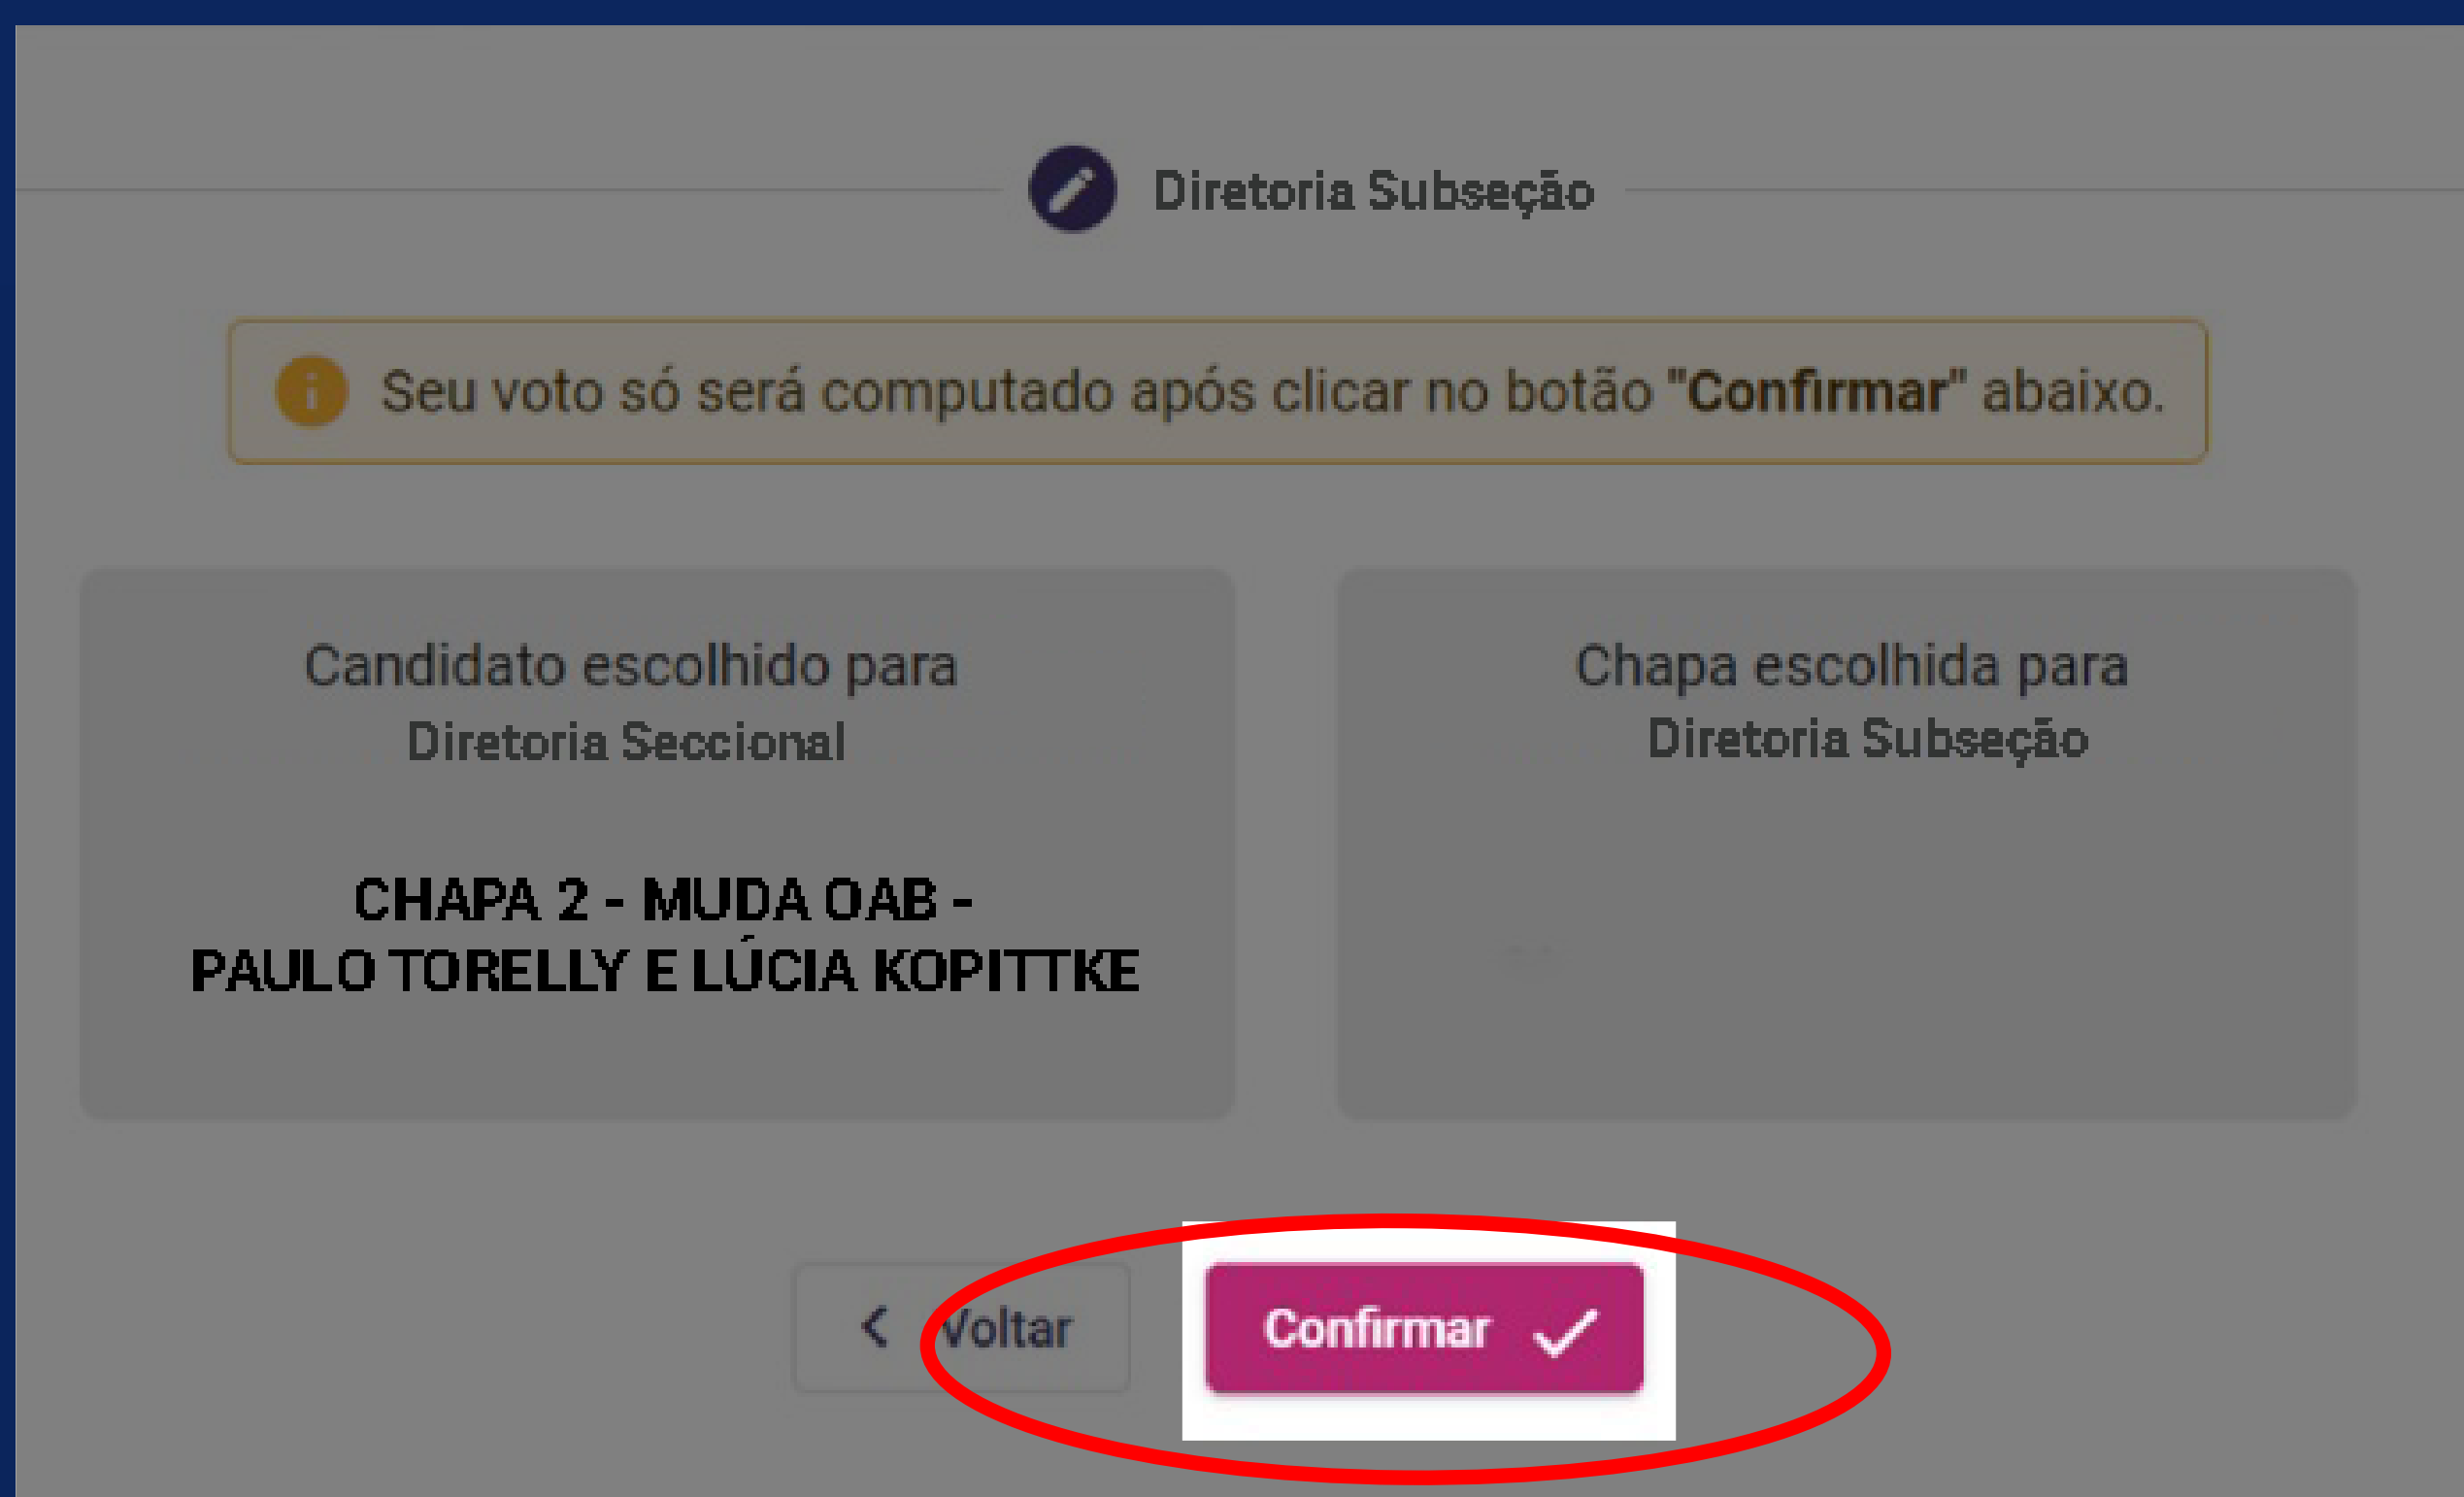 Diretoria Subseção
Seu voto só será computado após clicar no botão "Confirmar" abaixo.
Candidato escolhido para
Diretoria Seccional
CHAPA 2 - MUDA OAB -
PAULO TORELLY E LÚCIA KOPITTKE
Chapa escolhida para
Diretoria Subseção
Voltar
Confirmar